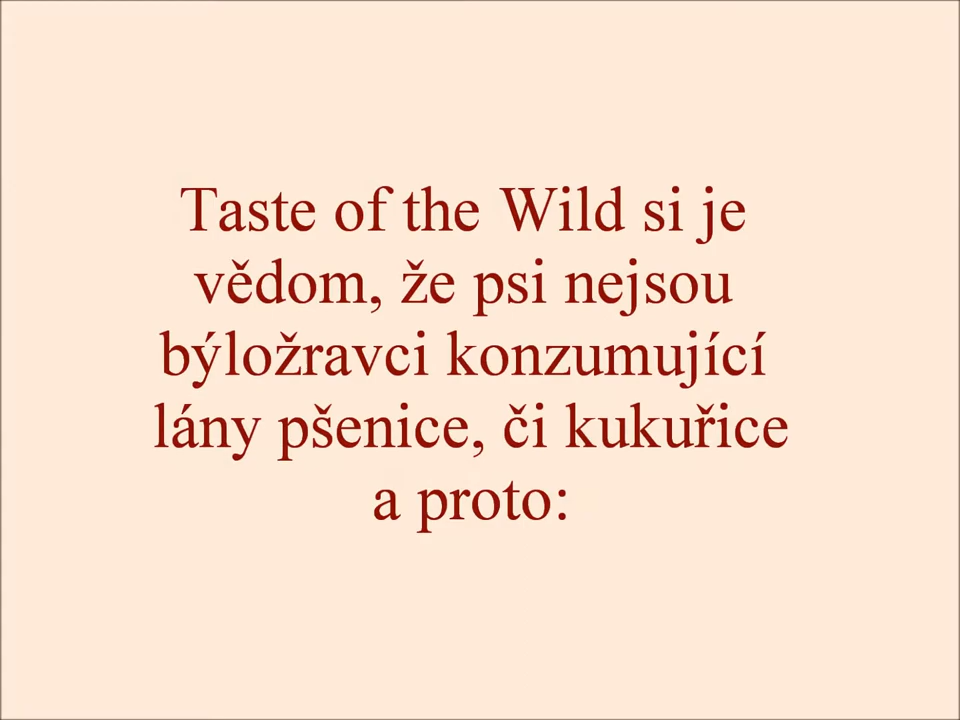 Taste of the Wild si je
vědom, že psi nejsou
býložravci konzumující
lány pšenice, či kukuřice
a proto: